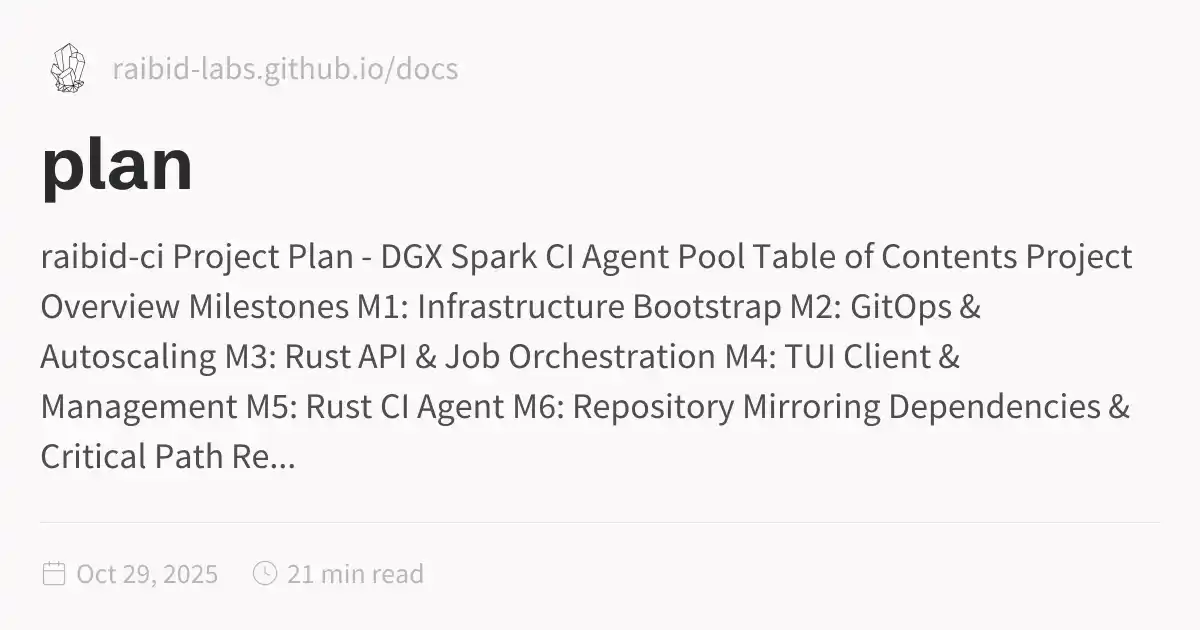 raibid-labs.github.io/docs
plan
raibid-ci Project Plan - DGX Spark CI Agent Pool Table of Contents Project
Overview Milestones M1: Infrastructure Bootstrap M2: GitOps &
Autoscaling M3: Rust API & Job Orchestration M4: TUI Client &
Management M5: Rust CI Agent M6: Repository Mirroring Dependencies &
Critical Path Re...
Oct 29, 2025 21 min read